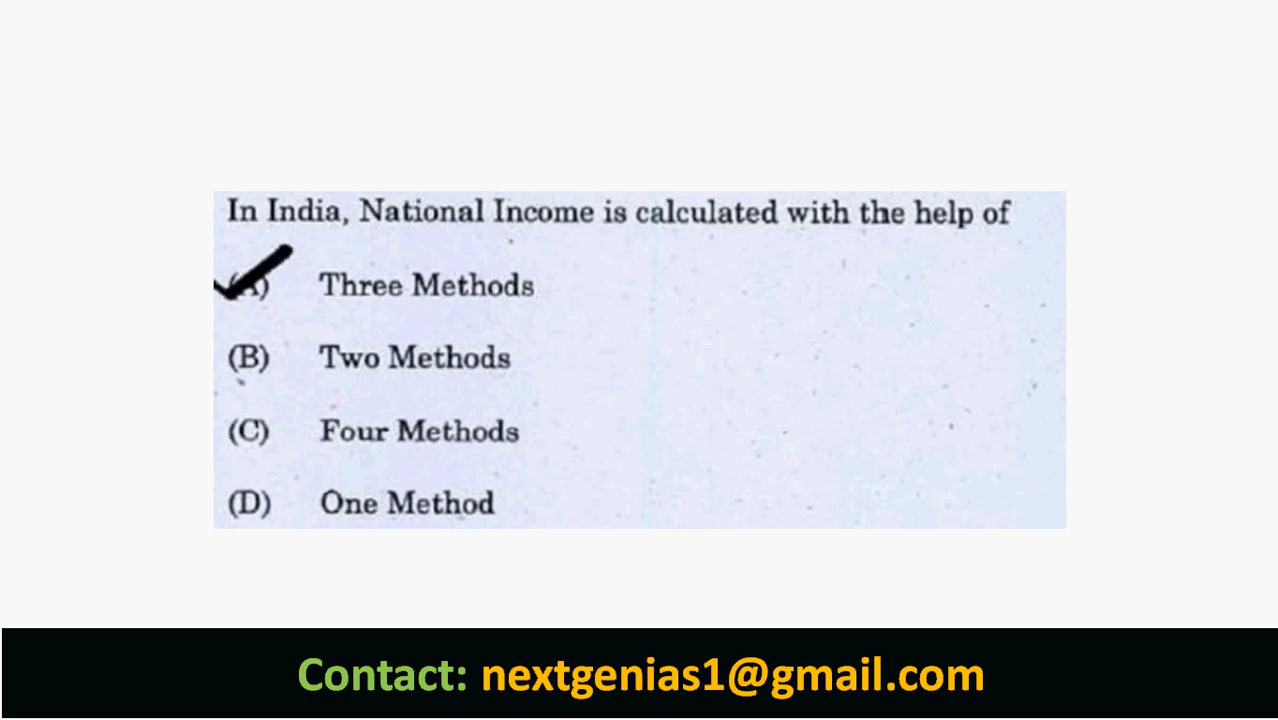 In India, National Income is calculated with the help of
(A) Three Methods
(B) Two Methods
(C) Four Methods
(D) One Method
Contact: nextgenias1@gmail.com